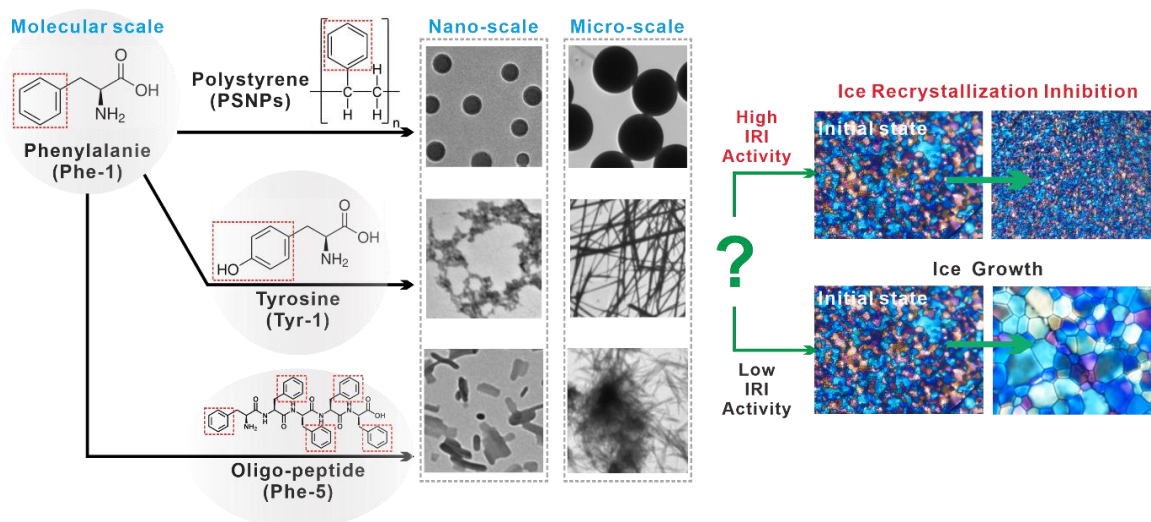 Molecular scale
O
OH
NH₂
Phenylalanie
(Phe-1)
Polystyrene
(PSNPs)
H
C
C
H
H
n
Nano-scale
Micro-scale
O
OH
NH₂
HO
Tyrosine
(Tyr-1)
O
H
N
O
H
N
OH
NH₂
N
H
O
N
H
O
O
Oligo-peptide
(Phe-5)
?
High
IRI
Activity
Low
IRI
Activity
Ice Recrystallization Inhibition
Initial state
Ice Growth
Initial state